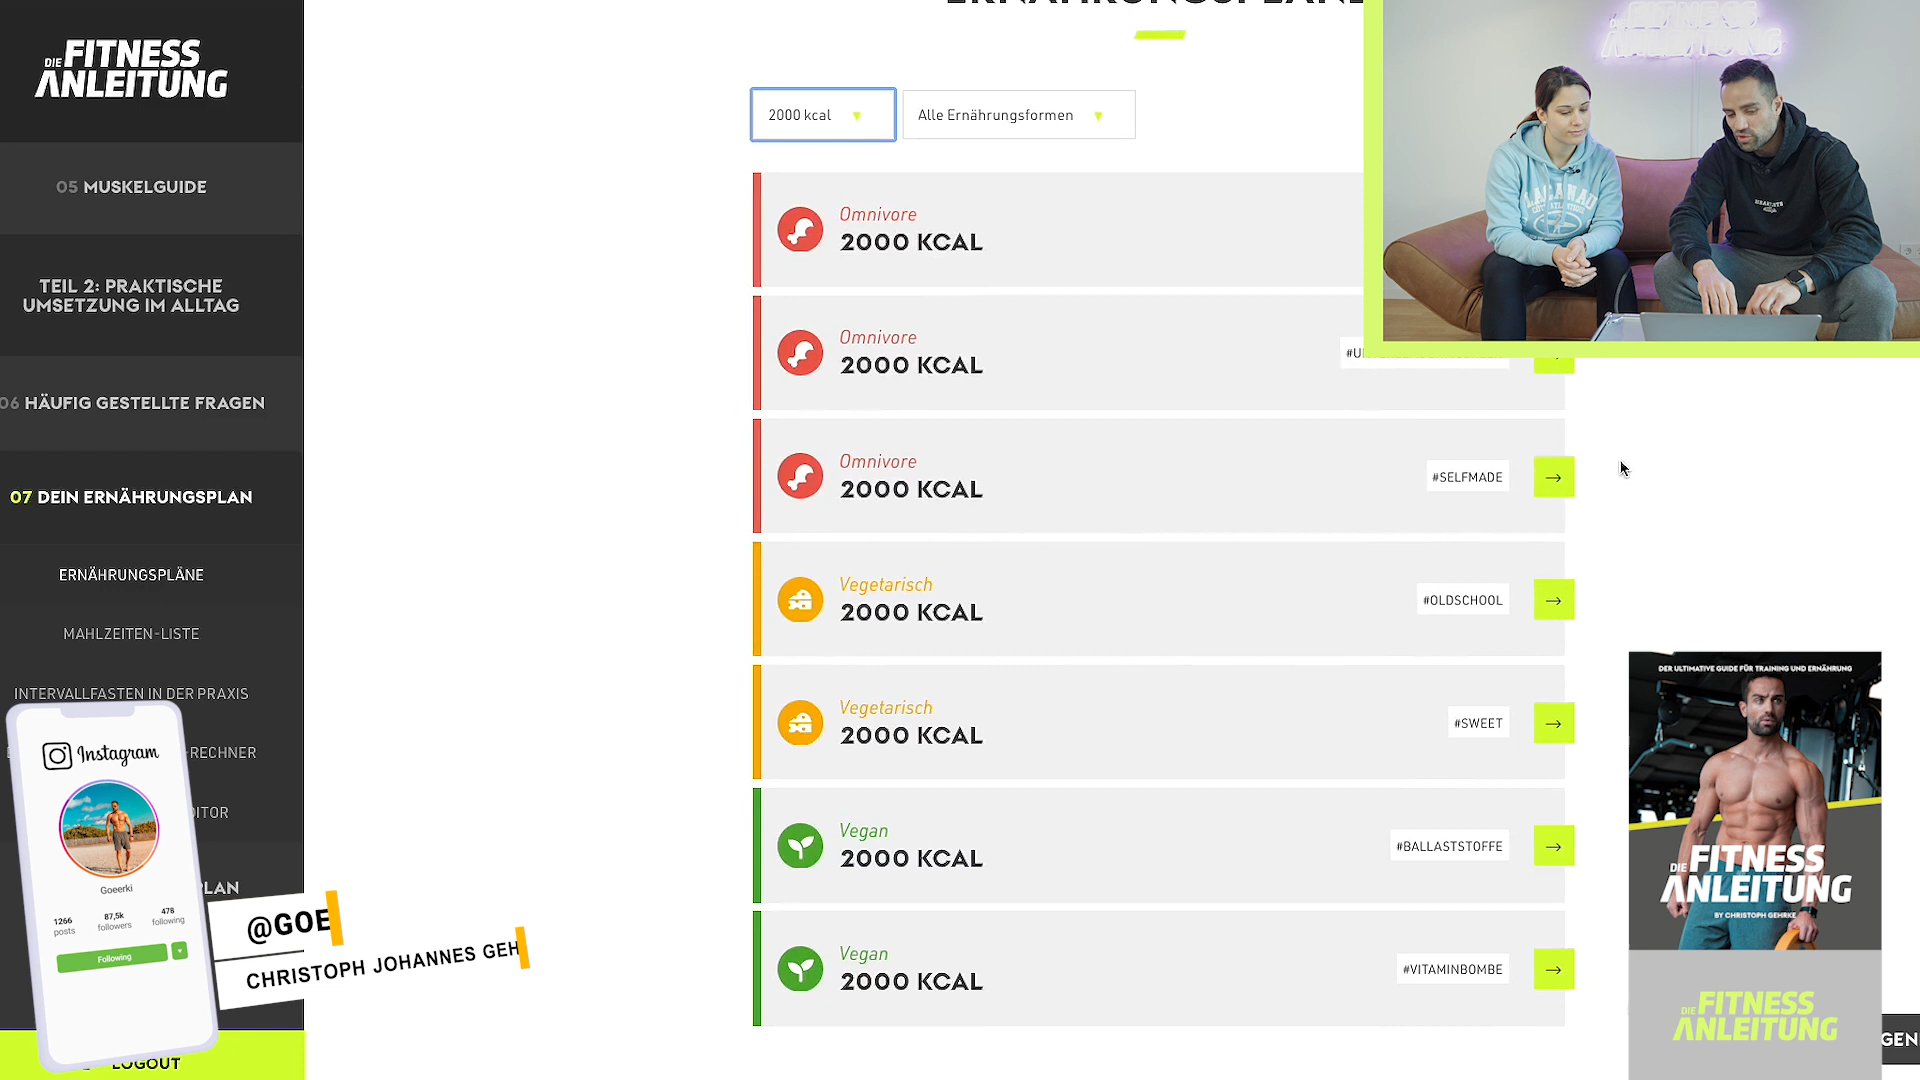 DIE FITNESS
ANLEITUNG
05 MUSKELGUIDE
TEIL 2: PRAKTISCHE
UMSETZUNG IM ALLTAG
06 HÄUFIG GESTELLTE FRAGEN
07 DEIN ERNÄHRUNGSPLAN
ERNÄHRUNGSPLÄNE
MAHLZEITEN-LISTE
INTERVALLFASTEN IN DER PRAXIS
-RECHNER
LOGOUT
Instagram
Goeerki
1266
posts
87,5k
followers
478
following
Following
@GOE
CHRISTOPH JOHANNES GEH
ERNÄHRUNGSPLÄNE
2000 kcal
Alle Ernährungsformen
Omnivore
2000 KCAL
Omnivore
2000 KCAL
Omnivore
2000 KCAL
#SELFMADE
Vegetarisch
2000 KCAL
#OLDSCHOOL
Vegetarisch
2000 KCAL
#SWEET
Vegan
2000 KCAL
#BALLASTSTOFFE
Vegan
2000 KCAL
#VITAMINBOMBE
DER ULTIMATIVE GUIDE FÜR TRAINING UND ERNÄHRUNG
DIE FITNESS
ANLEITUNG
BY CHRISTOPH GEHRKE
DIE FITNESS
ANLEITUNG